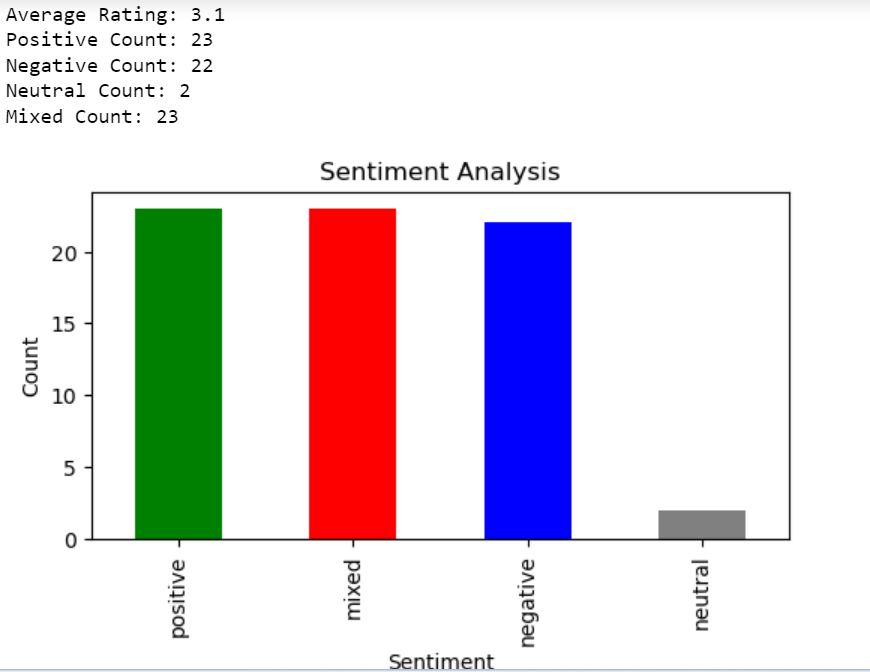 Average Rating: 3.1
Positive Count: 23
Negative Count: 22
Neutral Count: 2
Mixed Count: 23
Sentiment Analysis
Count
20
15
10
5
0
positive
mixed
negative
neutral
Sentiment